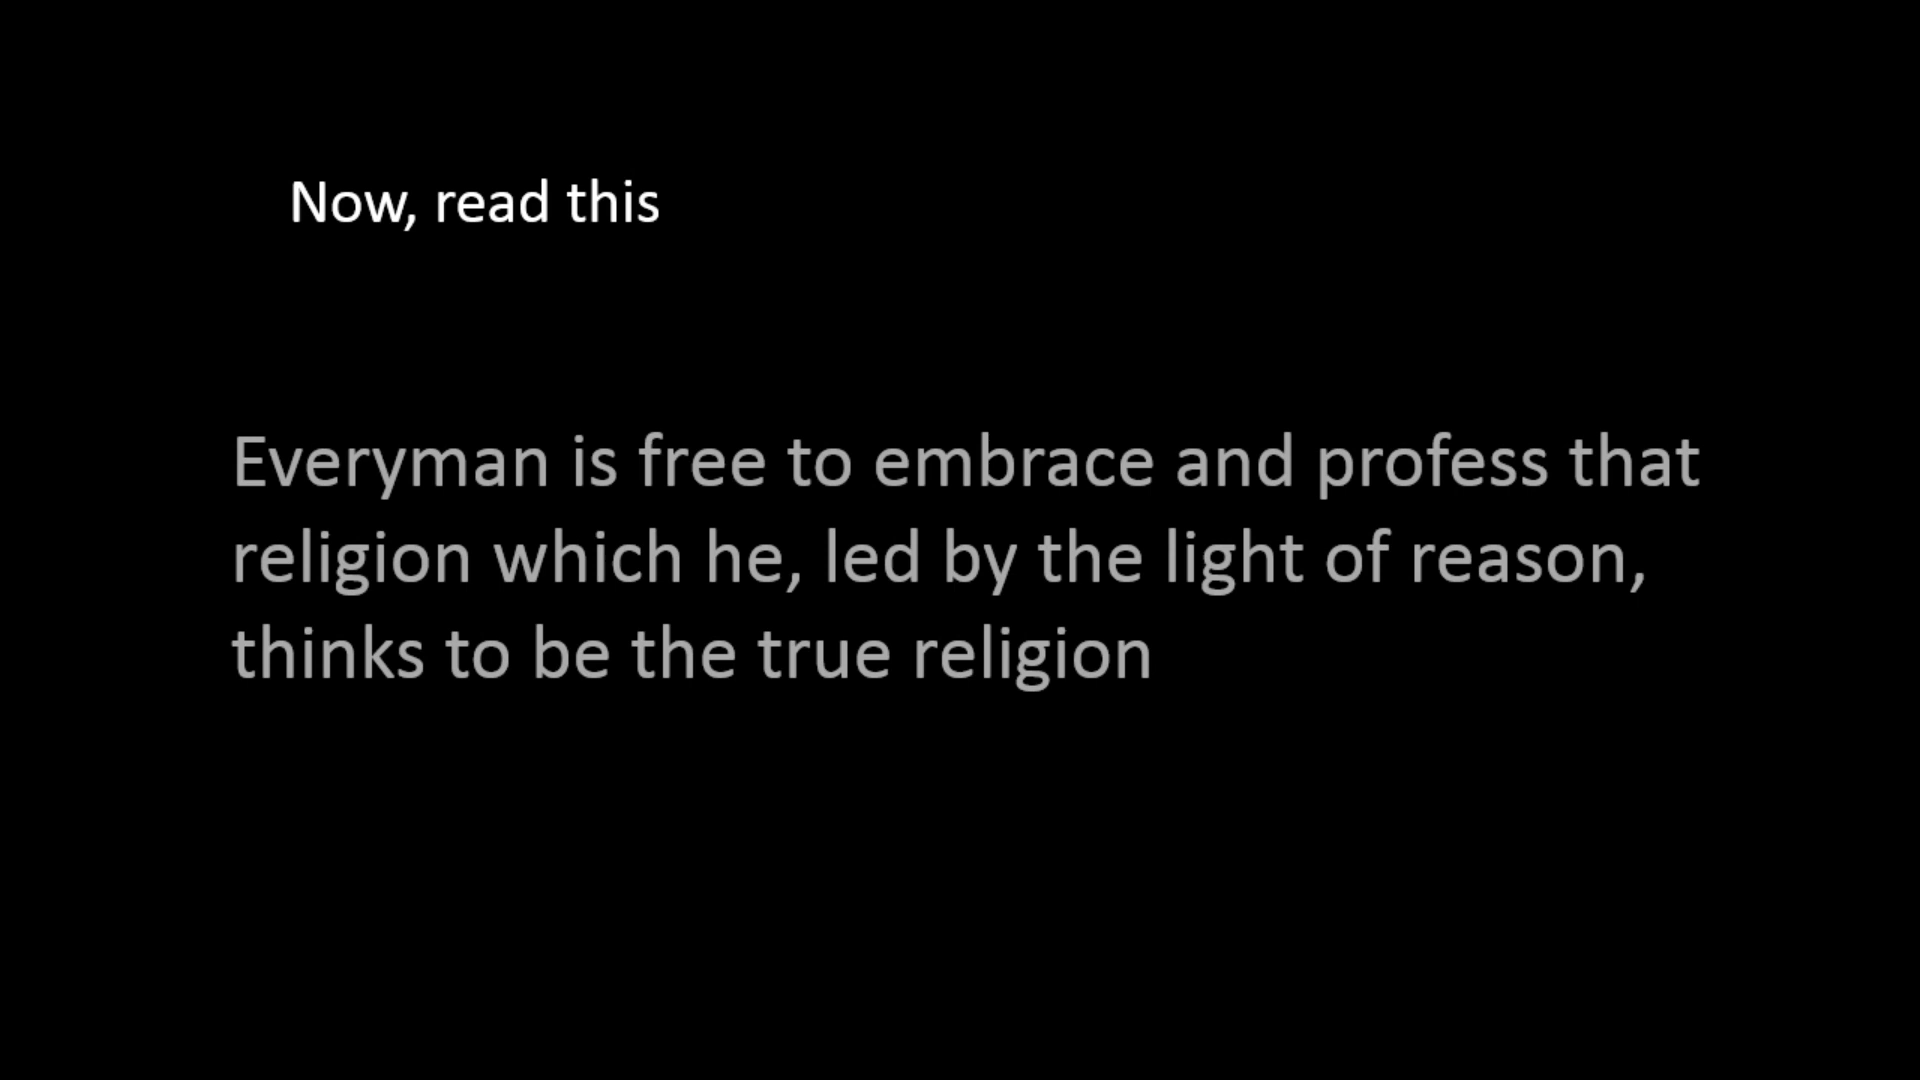 Now, read this
Everyman is free to embrace and profess that
religion which he, led by the light of reason,
thinks to be the true religion